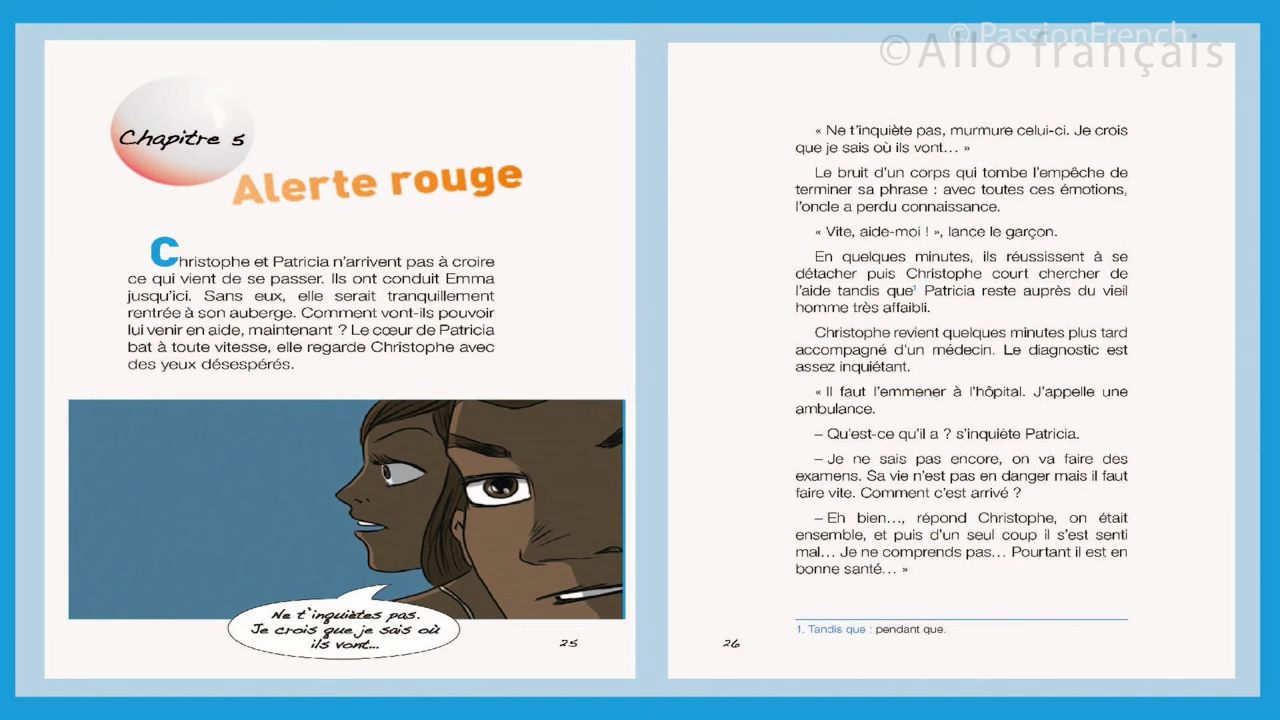 © PassionFrench
©Allo français
Chapitre 5
Alerte rouge
Christophe et Patricia n'arrivent pas à croire
ce qui vient de se passer. Ils ont conduit Emma
jusqu'ici. Sans eux, elle serait tranquillement
rentrée à son auberge. Comment vont-ils pouvoir
lui venir en aide, maintenant ? Le cœur de Patricia
bat à toute vitesse, elle regarde Christophe avec
des yeux désespérés.
Ne t'inquiètes pas.
Je crois que je sais où
ils vont...
25
« Ne t'inquiète pas, murmure celui-ci. Je crois
que je sais où ils vont… »
Le bruit d'un corps qui tombe l'empêche de
terminer sa phrase : avec toutes ces émotions,
l'oncle a perdu connaissance.
« Vite, aide-moi ! », lance le garçon.
En quelques minutes, ils réussissent à se
détacher puis Christophe court chercher de
l'aide tandis que¹ Patricia reste auprès du vieil
homme très affaibli.
Christophe revient quelques minutes plus tard
accompagné d'un médecin. Le diagnostic est
assez inquiétant.
« Il faut l'emmener à l'hôpital. J'appelle une
ambulance.
– Qu'est-ce qu'il a ? s'inquiète Patricia.
– Je ne sais pas encore, on va faire des
examens. Sa vie n'est pas en danger mais il faut
faire vite. Comment c'est arrivé ?
– Eh bien…, répond Christophe, on était
ensemble, et puis d'un seul coup il s'est senti
mal… Je ne comprends pas… Pourtant il est en
bonne santé… »
1. Tandis que : pendant que.
26